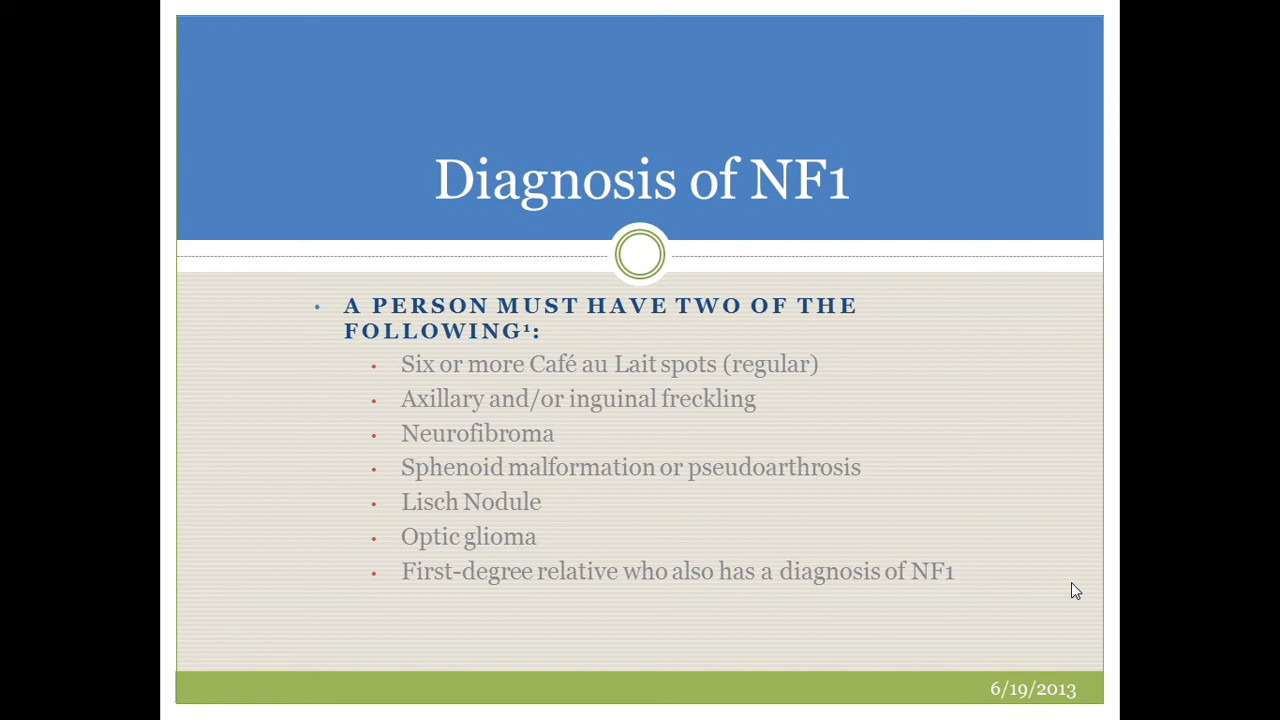 Diagnosis of NF1
• A PERSON MUST HAVE TWO OF THE
FOLLOWING¹:
• Six or more Café au Lait spots (regular)
• Axillary and/or inguinal freckling
• Neurofibroma
• Sphenoid malformation or pseudoarthrosis
• Lisch Nodule
• Optic glioma
• First-degree relative who also has a diagnosis of NF1
6/19/2013